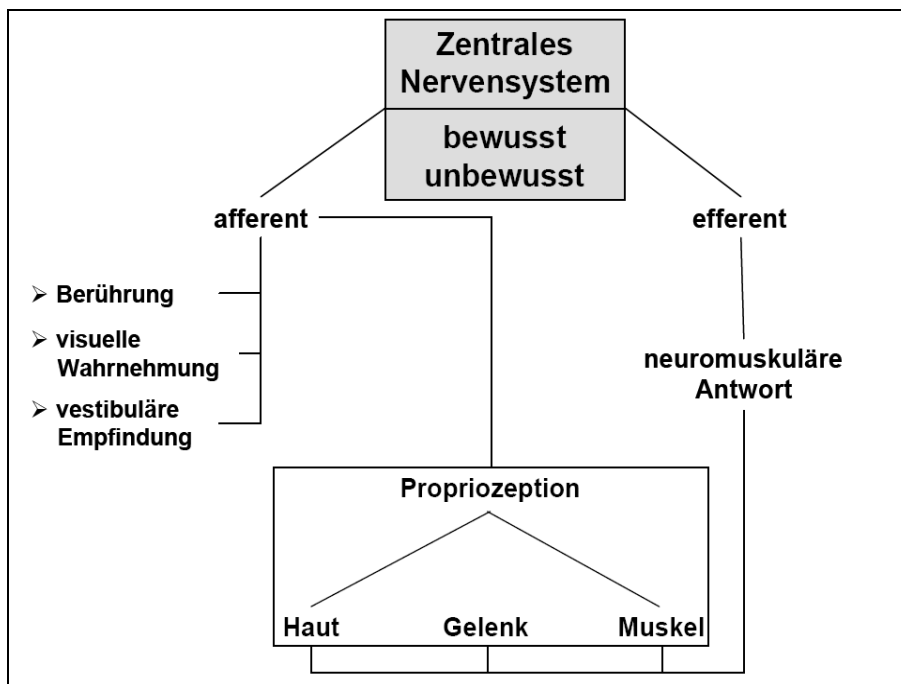 Zentrales
Nervensystem
bewusst
unbewusst
afferent
efferent
➢ Berührung
➢ visuelle
Wahrnehmung
➢ vestibuläre
Empfindung
neuromuskuläre
Antwort
Propriozeption
Haut Gelenk Muskel